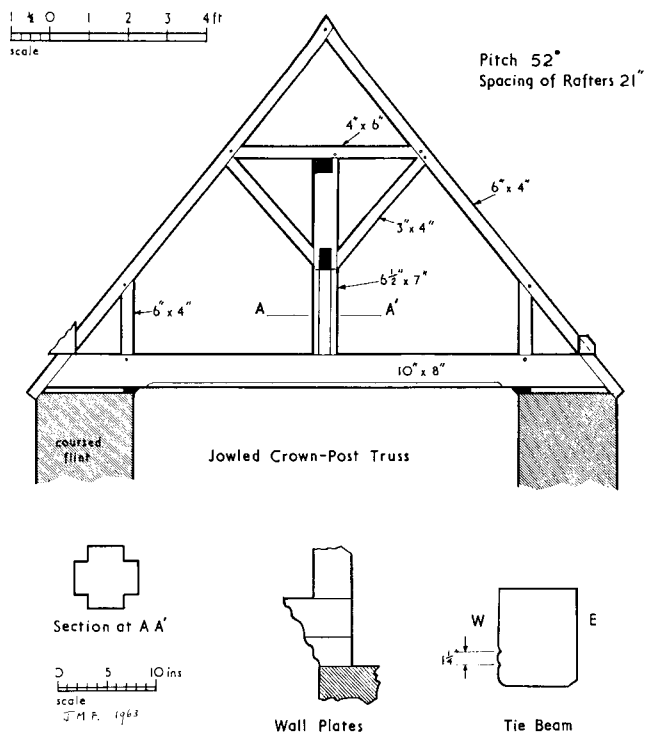 1 ½ 0 1 2 3 4 ft
scale
Pitch 52°
Spacing of Rafters 21"
4" x 6"
6" x 4"
3" x 4"
6½" x 7"
6" x 4"
A A'
10" x 8"
coursed
flint
Jowled Crown-Post Truss
Section at A A'
W E
1¼"
0 5 10 ins
scale
J M F. 1963
Wall Plates
Tie Beam